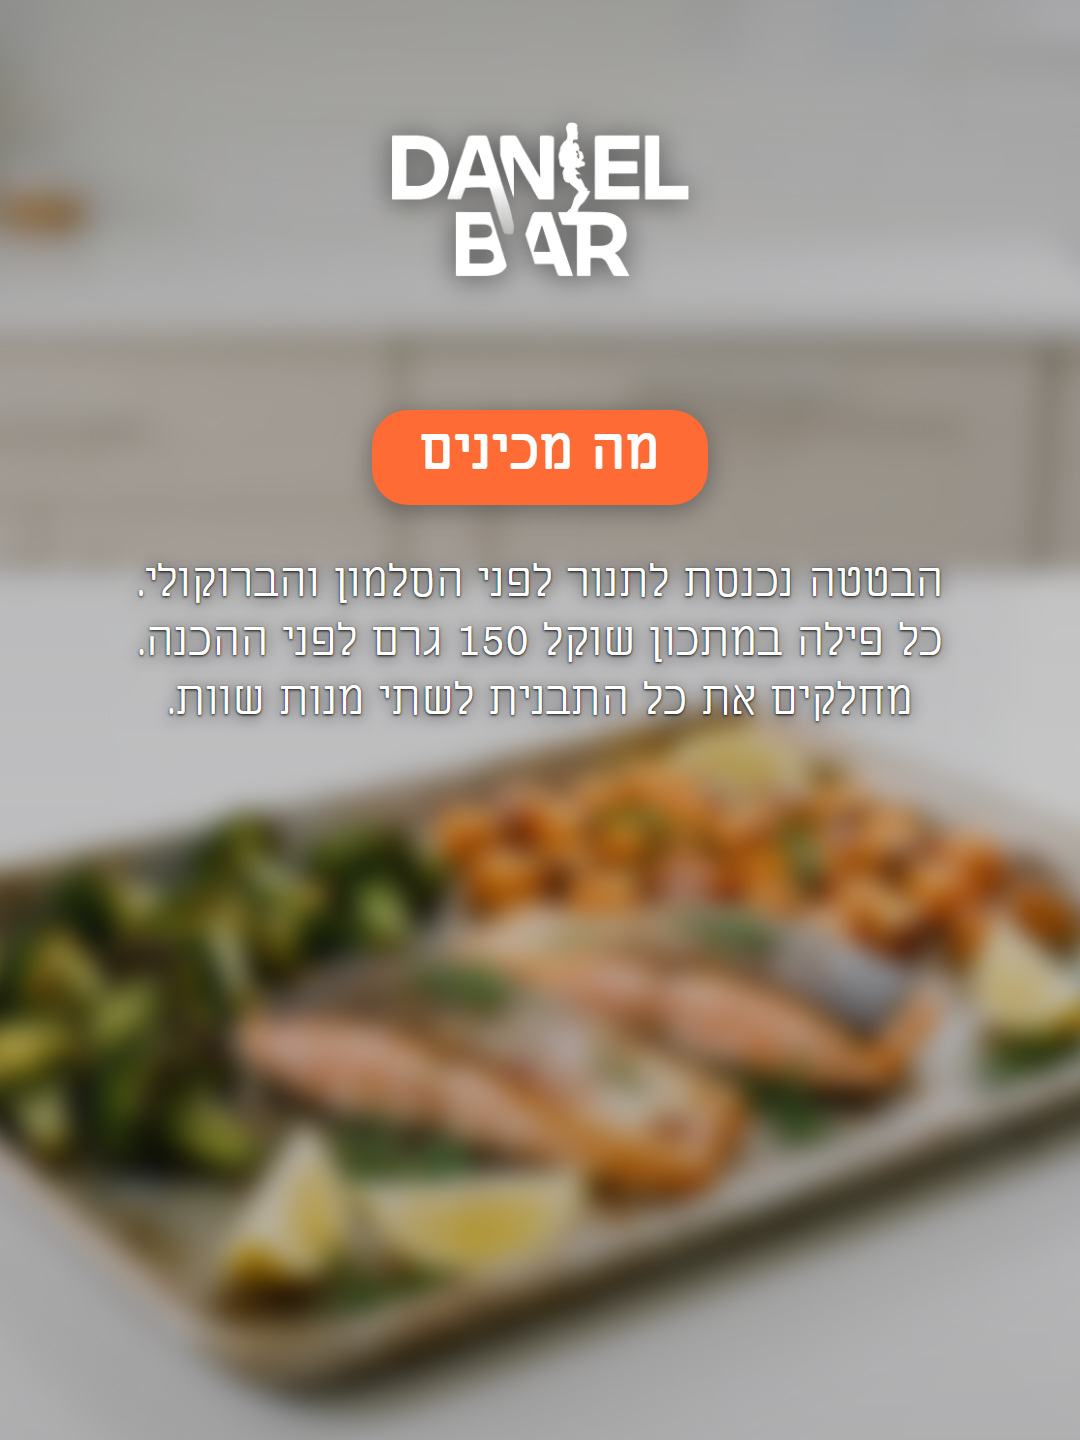 DANIEL
BAR
מה מכינים
הבטטה נכנסת לתנור לפני הסלמון והברוקולי.
כל פילה במתכון שוקל 150 גרם לפני ההכנה.
מחלקים את כל התבנית לשתי מנות שוות.